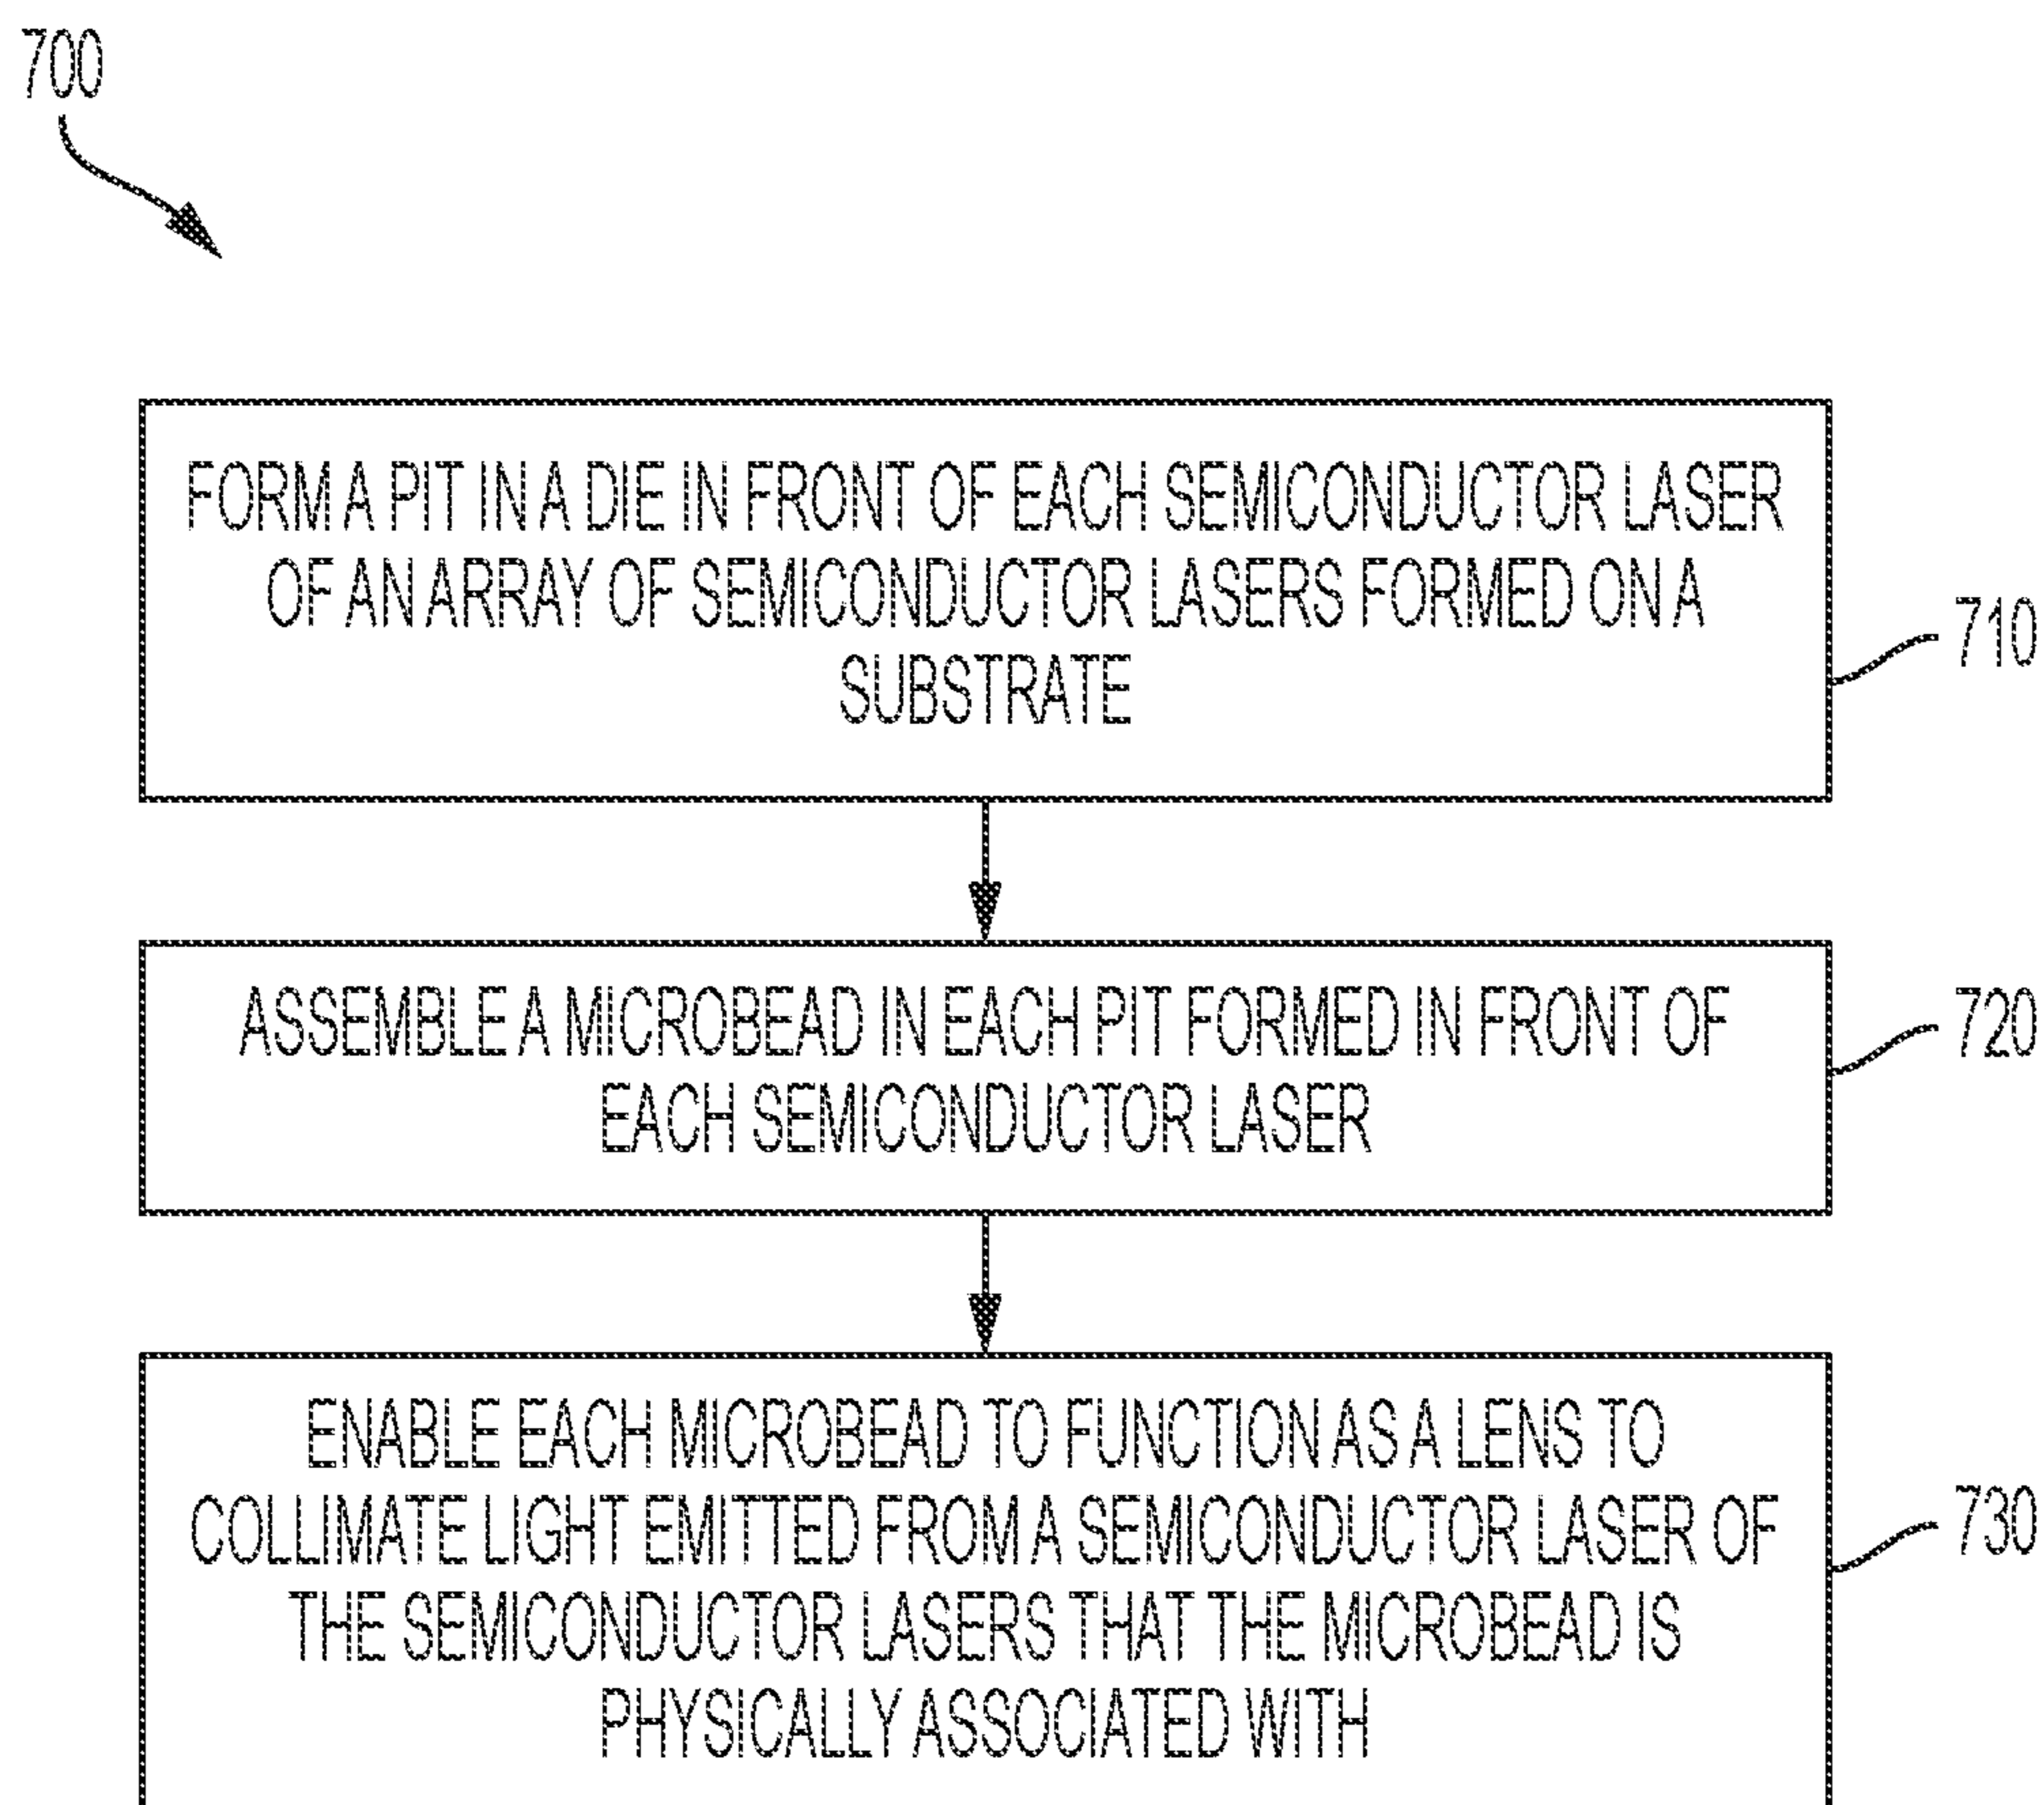 700
FORM A PIT IN A DIE IN FRONT OF EACH SEMICONDUCTOR LASER
OF AN ARRAY OF SEMICONDUCTOR LASERS FORMED ON A
SUBSTRATE
710
ASSEMBLE A MICROBEAD IN EACH PIT FORMED IN FRONT OF
EACH SEMICONDUCTOR LASER
720
ENABLE EACH MICROBEAD TO FUNCTION AS A LENS TO
COLLIMATE LIGHT EMITTED FROM A SEMICONDUCTOR LASER OF
THE SEMICONDUCTOR LASERS THAT THE MICROBEAD IS
PHYSICALLY ASSOCIATED WITH
730